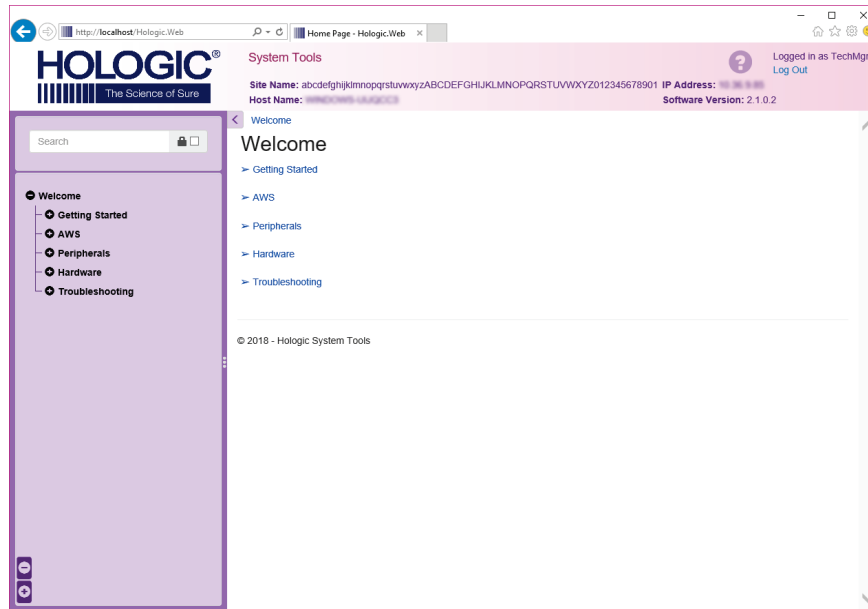 http://localhost/Hologic.Web
Home Page - Hologic.Web
HOLOGIC®
The Science of Sure
System Tools
Logged in as TechMgr
Log Out
Site Name: abcdefghijklmnopqrstuvwxyzABCDEFGHIJKLMNOPQRSTUVWXYZ012345678901 IP Address:
Host Name:
Software Version: 2.1.0.2
Search
Welcome
Getting Started
AWS
Peripherals
Hardware
Troubleshooting
Welcome
Welcome
➢ Getting Started
➢ AWS
➢ Peripherals
➢ Hardware
➢ Troubleshooting
© 2018 - Hologic System Tools